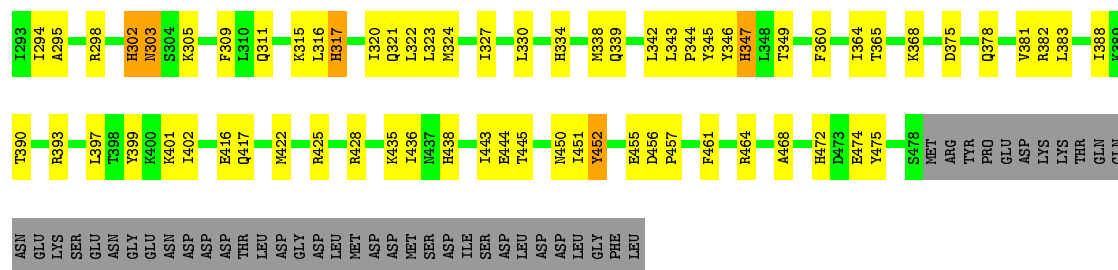 I293 I294 A295 R298 H302 N303 S304 K305 F309 L310 Q311 K315 L316 H317 I320 Q321 L322 L323 M324 I327 L330 H334 M338 Q339 L342 L343 P344 Y345 Y346 H347 L348 T349 F360 I364 T365 K368 D375 Q378 V381 R382 L383 I388 K389
T390 R393 L397 T398 Y399 K400 K401 I402 E416 Q417 M422 R425 R428 K435 I436 N437 H438 I443 E444 T445 N450 I451 Y452 E455 D456 P457 F461 R464 A468 H472 D473 E474 Y475 S478 MET ARG TYR PRO GLU ASP LYS LYS THR GLN GLN
ASN GLU LYS SER GLU ASN GLY GLU ASN ASP ASP ASP THR LEU ASP GLY ASP LEU MET ASP ASP MET SER ASP ILE SER ASP LEU ASP ASP LEU GLY PHE LEU